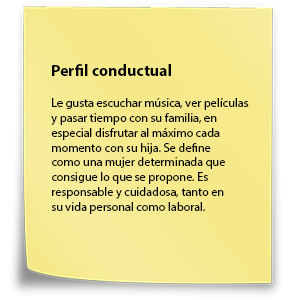 Perfil conductual
Le gusta escuchar música, ver películas
y pasar tiempo con su familia, en
especial disfrutar al máximo cada
momento con su hija. Se define
como una mujer determinada que
consigue lo que se propone. Es
responsable y cuidadosa, tanto en
su vida personal como laboral.